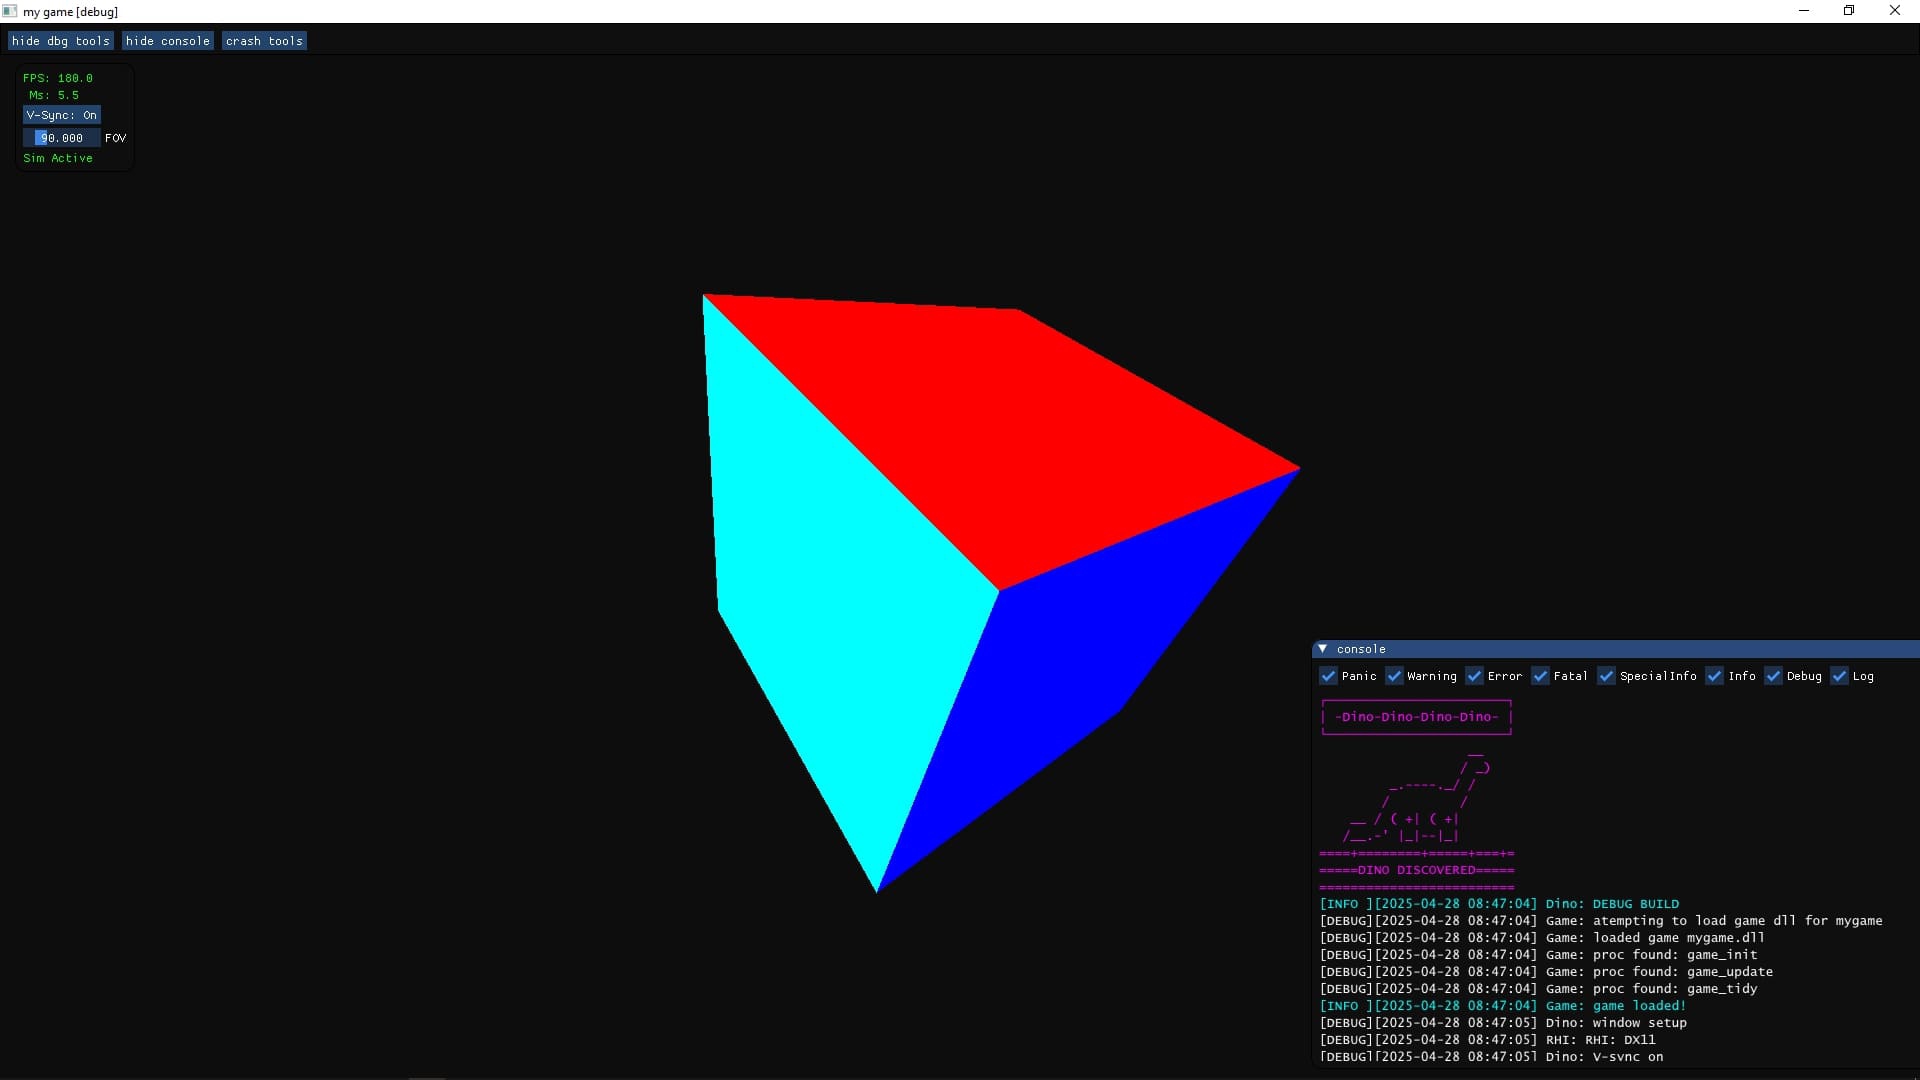 my game [debug]
hide dbg tools hide console crash tools
FPS: 180.0
Ms: 5.5
V-Sync: On
90.000 FOV
Sim Active
console
Panic Warning Error Fatal SpecialInfo Info Debug Log
| -Dino-Dino-Dino-Dino- |
__
/ _)
_.----._/ /
/ /
__ / ( +| ( +|
/__.-' |_|--|_|
====+========+=====+===+=
=====DINO DISCOVERED=====
=========================
[INFO ][2025-04-28 08:47:04] Dino: DEBUG BUILD
[DEBUG][2025-04-28 08:47:04] Game: atempting to load game dll for mygame
[DEBUG][2025-04-28 08:47:04] Game: loaded game mygame.dll
[DEBUG][2025-04-28 08:47:04] Game: proc found: game_init
[DEBUG][2025-04-28 08:47:04] Game: proc found: game_update
[DEBUG][2025-04-28 08:47:04] Game: proc found: game_tidy
[INFO ][2025-04-28 08:47:04] Game: game loaded!
[DEBUG][2025-04-28 08:47:05] Dino: window setup
[DEBUG][2025-04-28 08:47:05] RHI: RHI: DX11
[DEBUG][2025-04-28 08:47:05] Dino: V-sync on